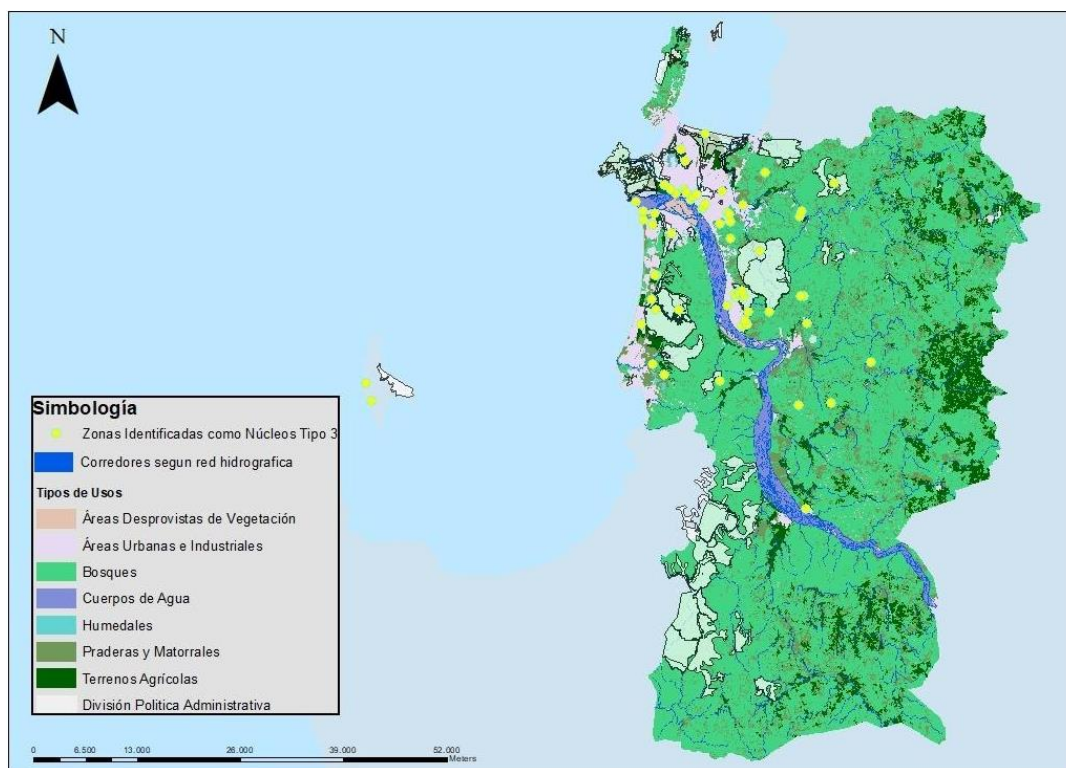 N
Simbología
Zonas Identificadas como Núcleos Tipo 3
Corredores segun red hidrografica
Tipos de Usos
Áreas Desprovistas de Vegetación
Áreas Urbanas e Industriales
Bosques
Cuerpos de Agua
Humedales
Praderas y Matorrales
Terrenos Agrícolas
División Politica Administrativa
0 6.500 13.000 26.000 39.000 52.000
Meters